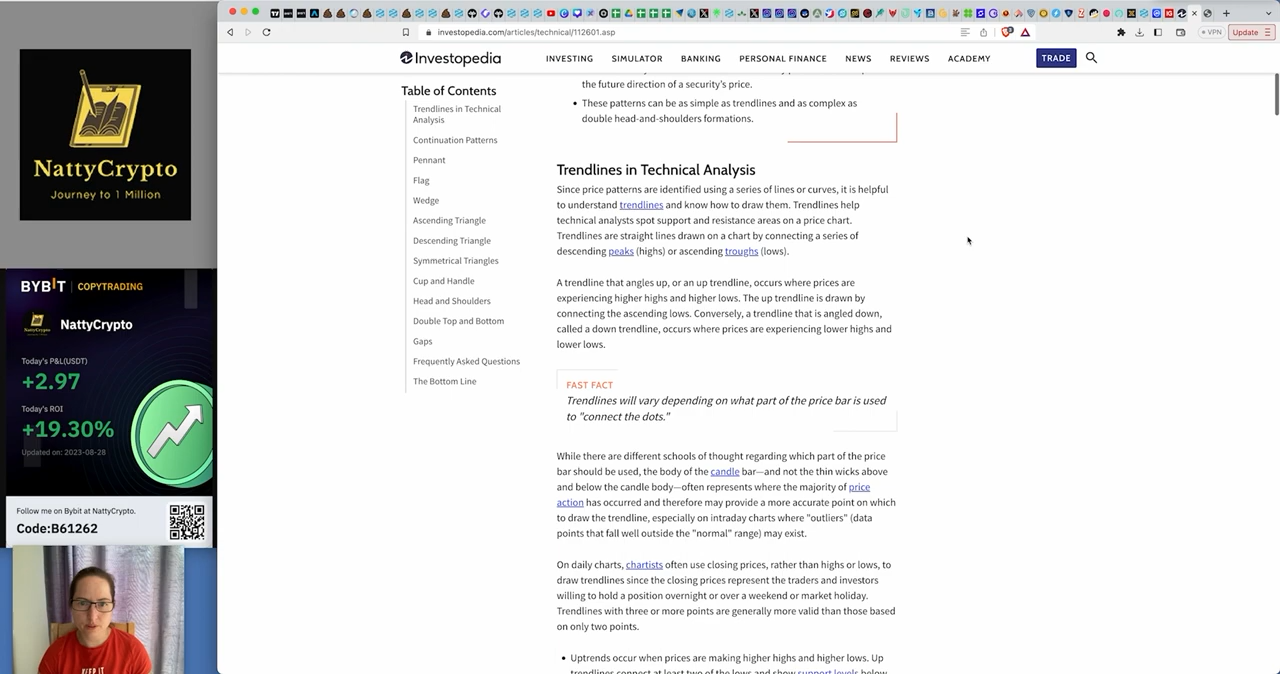 investopedia.com/articles/technical/112601.asp
VPN
Update
Investopedia
INVESTING
SIMULATOR
BANKING
PERSONAL FINANCE
NEWS
REVIEWS
ACADEMY
TRADE
NattyCrypto
Journey to 1 Million
BYBIT | COPYTRADING
NattyCrypto
Today's P&L(USDT)
+2.97
Today's ROI
+19.30%
Updated on: 2023-08-28
Follow me on Bybit at NattyCrypto.
Code:B61262
KEEP IT
Table of Contents
Trendlines in Technical
Analysis
Continuation Patterns
Pennant
Flag
Wedge
Ascending Triangle
Descending Triangle
Symmetrical Triangles
Cup and Handle
Head and Shoulders
Double Top and Bottom
Gaps
Frequently Asked Questions
The Bottom Line
the future direction of a security's price.
• These patterns can be as simple as trendlines and as complex as
double head-and-shoulders formations.
Trendlines in Technical Analysis
Since price patterns are identified using a series of lines or curves, it is helpful
to understand trendlines and know how to draw them. Trendlines help
technical analysts spot support and resistance areas on a price chart.
Trendlines are straight lines drawn on a chart by connecting a series of
descending peaks (highs) or ascending troughs (lows).
A trendline that angles up, or an up trendline, occurs where prices are
experiencing higher highs and higher lows. The up trendline is drawn by
connecting the ascending lows. Conversely, a trendline that is angled down,
called a down trendline, occurs where prices are experiencing lower highs and
lower lows.
FAST FACT
Trendlines will vary depending on what part of the price bar is used
to "connect the dots."
While there are different schools of thought regarding which part of the price
bar should be used, the body of the candle bar—and not the thin wicks above
and below the candle body—often represents where the majority of price
action has occurred and therefore may provide a more accurate point on which
to draw the trendline, especially on intraday charts where "outliers" (data
points that fall well outside the "normal" range) may exist.
On daily charts, chartists often use closing prices, rather than highs or lows, to
draw trendlines since the closing prices represent the traders and investors
willing to hold a position overnight or over a weekend or market holiday.
Trendlines with three or more points are generally more valid than those based
on only two points.
• Uptrends occur when prices are making higher highs and higher lows. Up
trendlines connect at least two of the lows and show support levels below